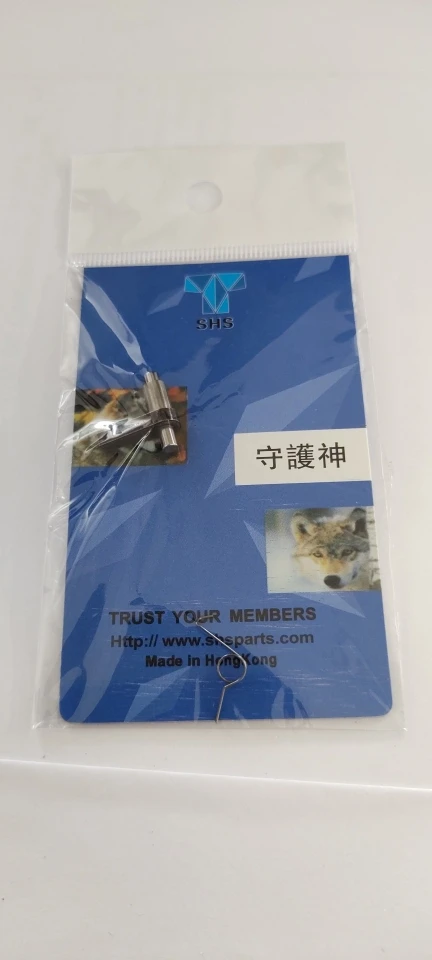 SHS
守護神
TRUST YOUR MEMBERS
Http:// www.shsparts.com
Made in HongKong